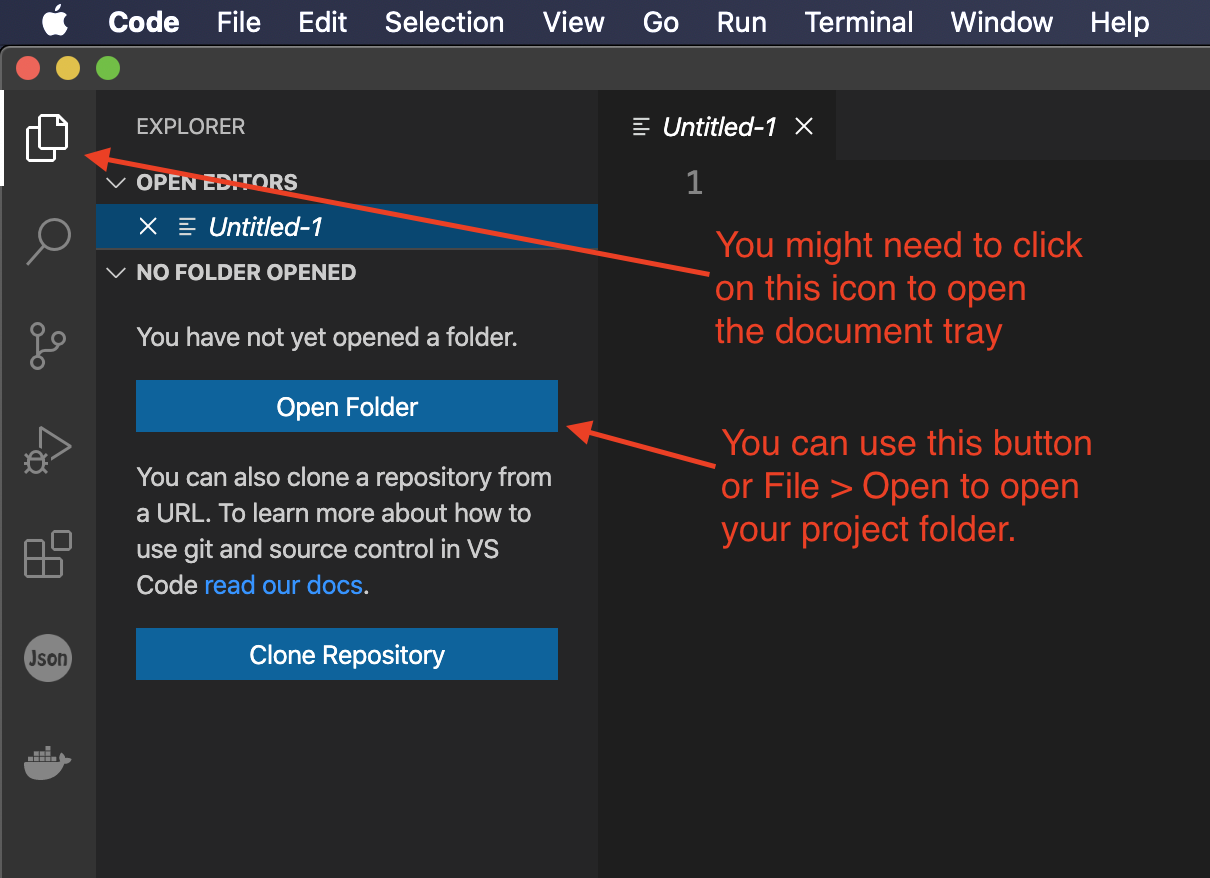 Code File Edit Selection View Go Run Terminal Window Help
EXPLORER
OPEN EDITORS
Untitled-1
NO FOLDER OPENED
You have not yet opened a folder.
Open Folder
You can also clone a repository from
a URL. To learn more about how to
use git and source control in VS
Code read our docs.
Clone Repository
Json
Untitled-1
1
You might need to click
on this icon to open
the document tray
You can use this button
or File > Open to open
your project folder.